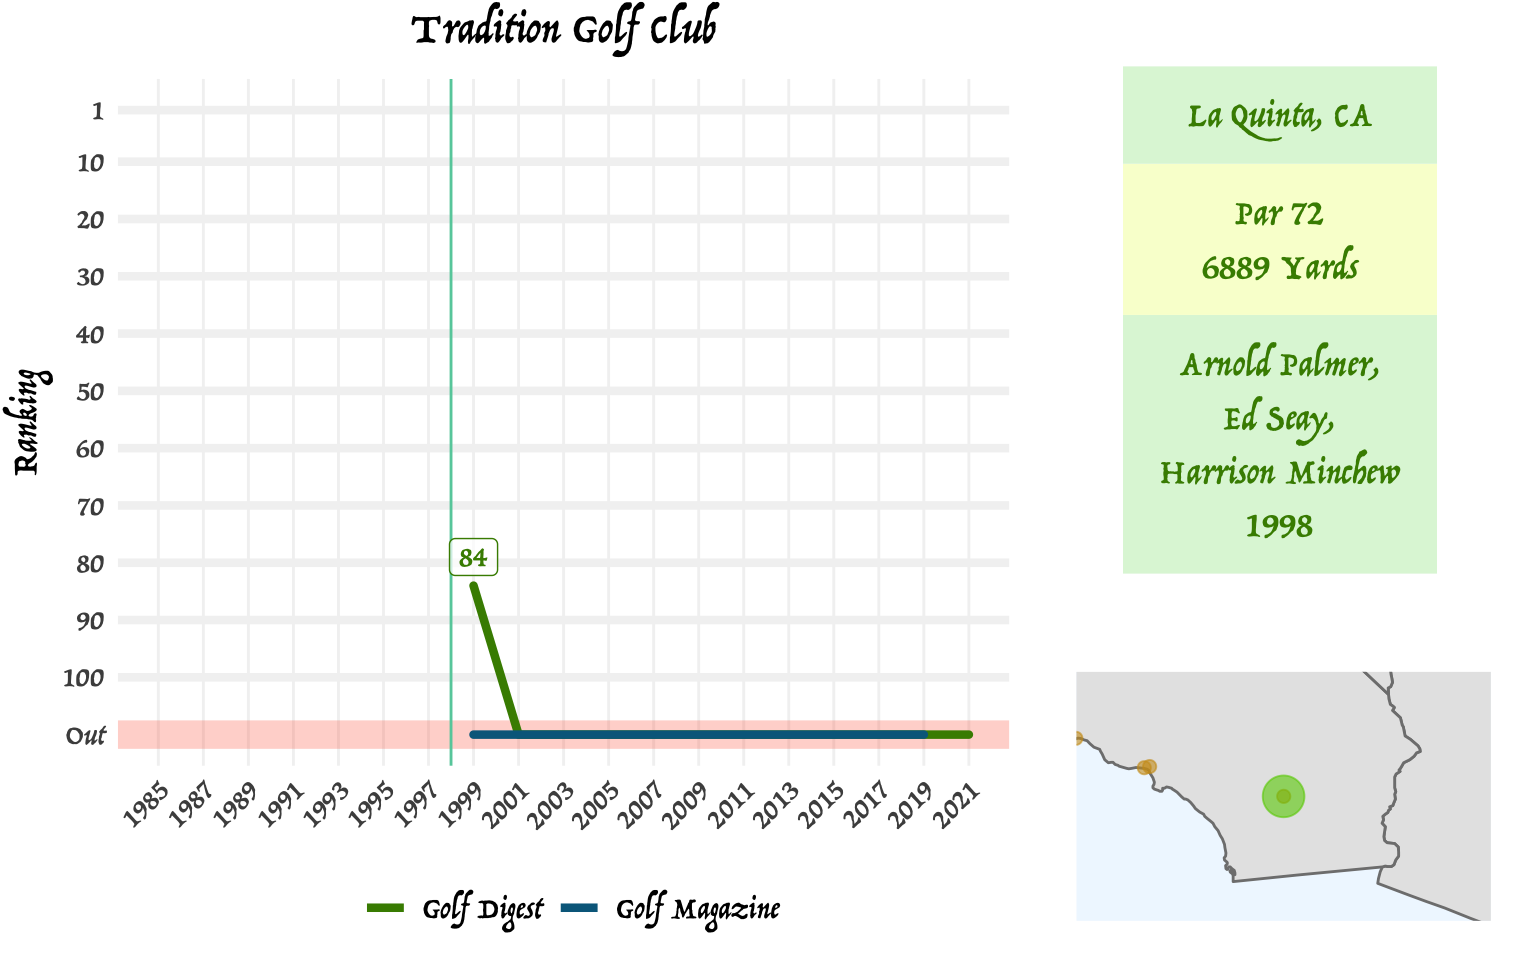 Tradition Golf Club
Ranking
1
10
20
30
40
50
60
70
80
90
100
Out
84
1985
1987
1989
1991
1993
1995
1997
1999
2001
2003
2005
2007
2009
2011
2013
2015
2017
2019
2021
Golf Digest
Golf Magazine
La Quinta, CA
Par 72
6889 Yards
Arnold Palmer,
Ed Seay,
Harrison Minchew
1998